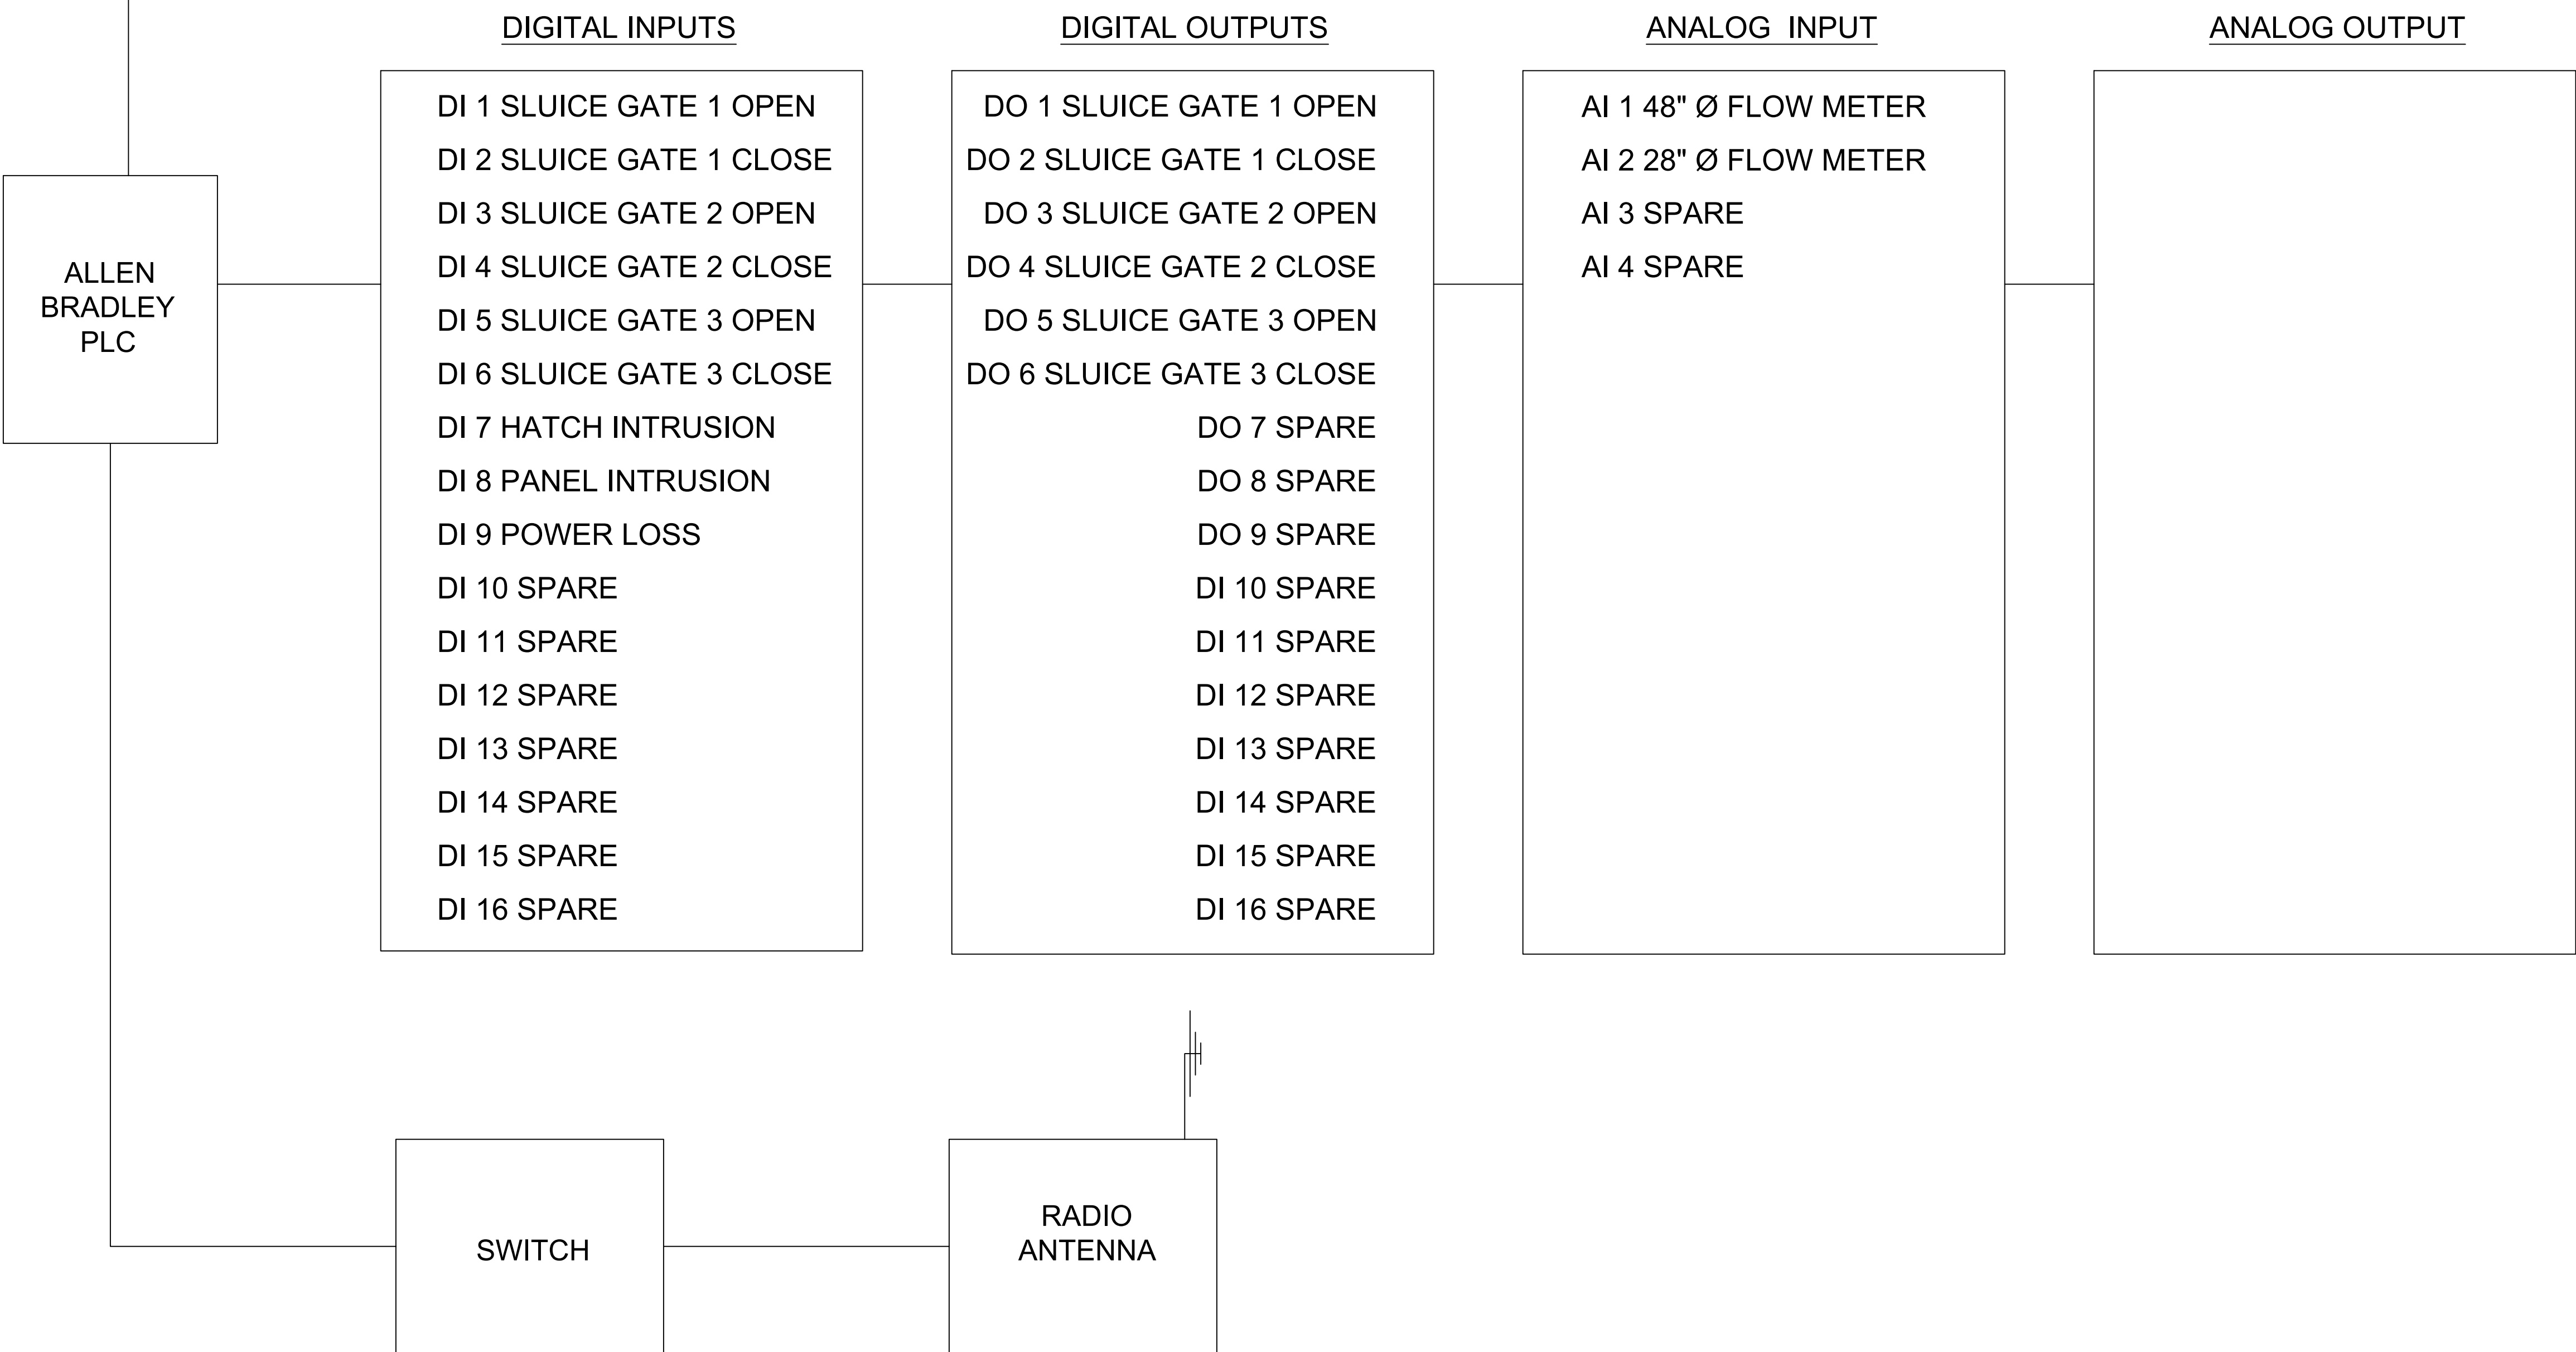 DIGITAL INPUTS
DI 1 SLUICE GATE 1 OPEN
DI 2 SLUICE GATE 1 CLOSE
DI 3 SLUICE GATE 2 OPEN
DI 4 SLUICE GATE 2 CLOSE
DI 5 SLUICE GATE 3 OPEN
DI 6 SLUICE GATE 3 CLOSE
DI 7 HATCH INTRUSION
DI 8 PANEL INTRUSION
DI 9 POWER LOSS
DI 10 SPARE
DI 11 SPARE
DI 12 SPARE
DI 13 SPARE
DI 14 SPARE
DI 15 SPARE
DI 16 SPARE
DIGITAL OUTPUTS
DO 1 SLUICE GATE 1 OPEN
DO 2 SLUICE GATE 1 CLOSE
DO 3 SLUICE GATE 2 OPEN
DO 4 SLUICE GATE 2 CLOSE
DO 5 SLUICE GATE 3 OPEN
DO 6 SLUICE GATE 3 CLOSE
DO 7 SPARE
DO 8 SPARE
DO 9 SPARE
DI 10 SPARE
DI 11 SPARE
DI 12 SPARE
DI 13 SPARE
DI 14 SPARE
DI 15 SPARE
DI 16 SPARE
ANALOG INPUT
AI 1 48" Ø FLOW METER
AI 2 28" Ø FLOW METER
AI 3 SPARE
AI 4 SPARE
ANALOG OUTPUT
ALLEN
BRADLEY
PLC
SWITCH
RADIO
ANTENNA